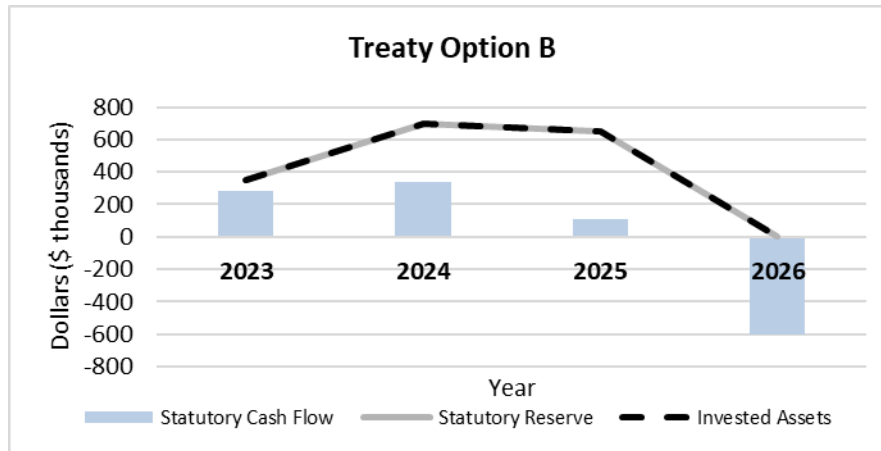 Treaty Option B
Dollars ($ thousands)
800
600
400
200
0
-200
-400
-600
-800
2023 2024 2025 2026
Year
Statutory Cash Flow Statutory Reserve Invested Assets